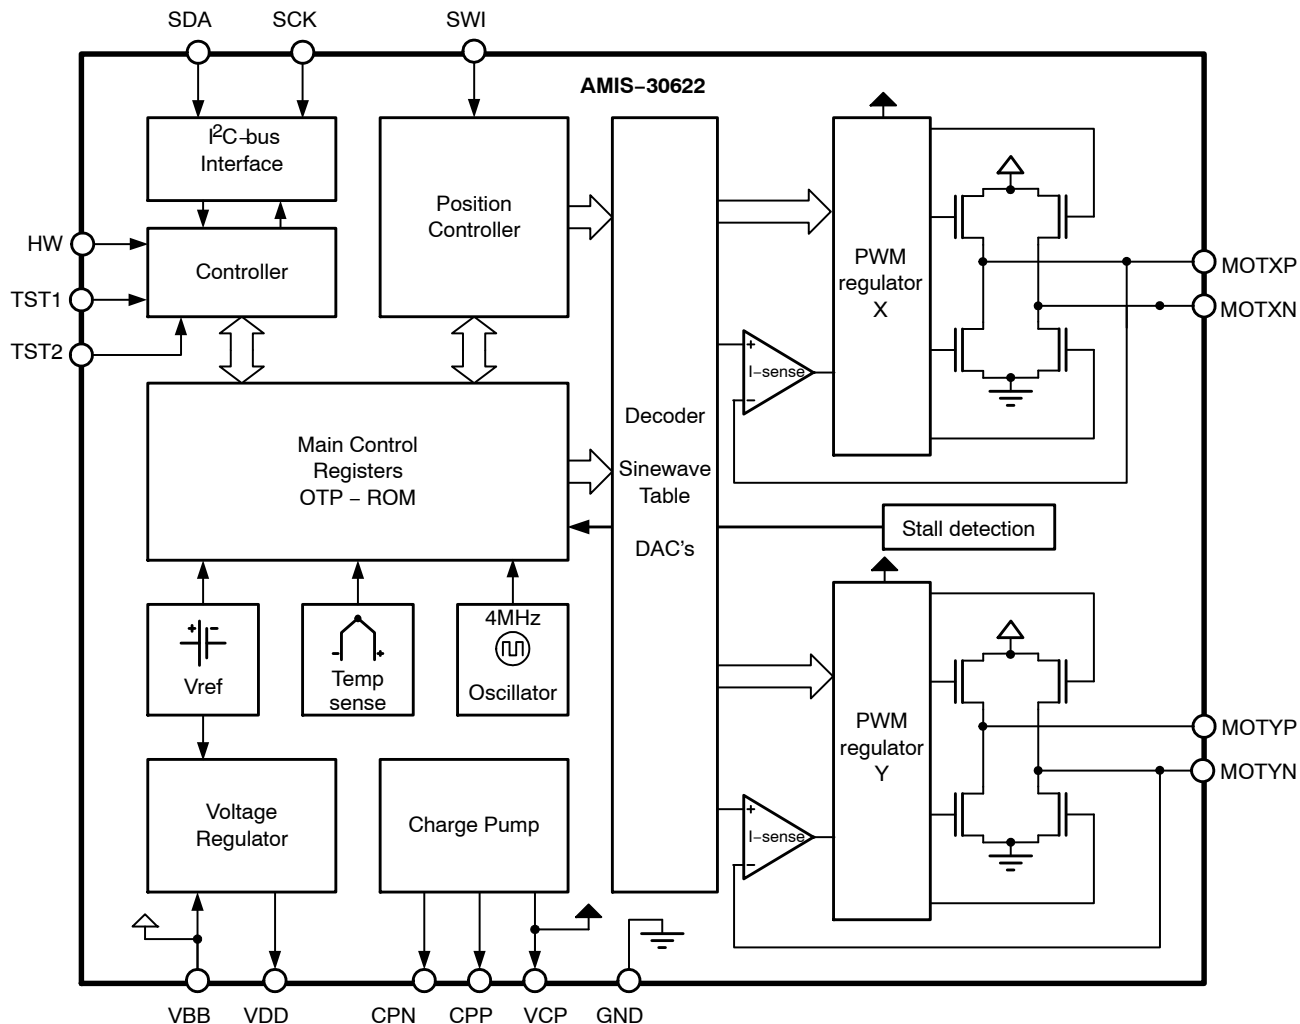 SDA
SCK
SWI
AMIS−30622
I²C−bus
Interface
Position
Controller
HW
Controller
TST1
TST2
PWM
regulator
X
MOTXP
MOTXN
+
I−sense
−
Main Control
Registers
OTP − ROM
Decoder
Sinewave
Table
DAC's
Stall detection
+ −
Vref
− +
Temp
sense
4MHz
Oscillator
PWM
regulator
Y
MOTYP
MOTYN
Voltage
Regulator
Charge Pump
+
I−sense
−
VBB
VDD
CPN
CPP
VCP
GND